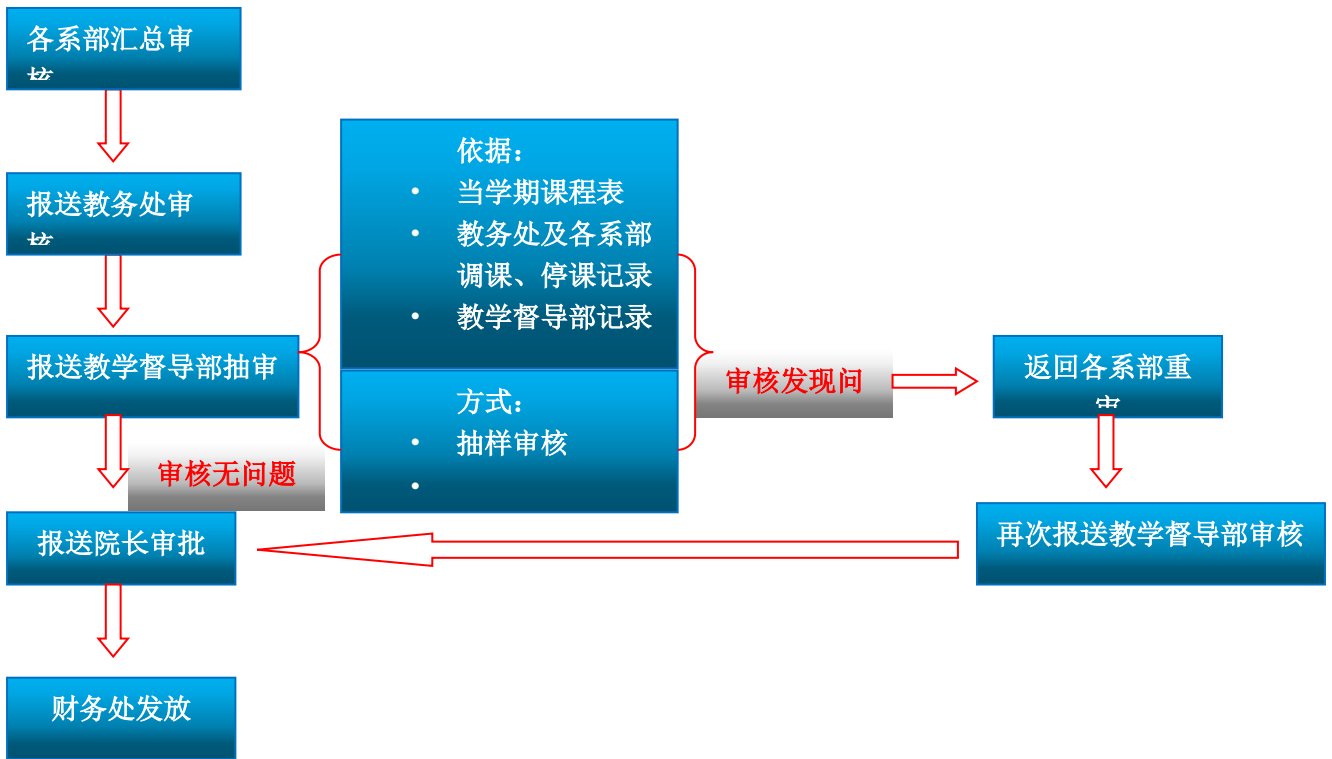 各系部汇总审
核
报送教务处审
核
报送教学督导部抽审
依据：
• 当学期课程表
• 教务处及各系部
调课、停课记录
• 教学督导部记录
方式：
• 抽样审核
•
审核发现问
返回各系部重
审
审核无问题
再次报送教学督导部审核
报送院长审批
财务处发放